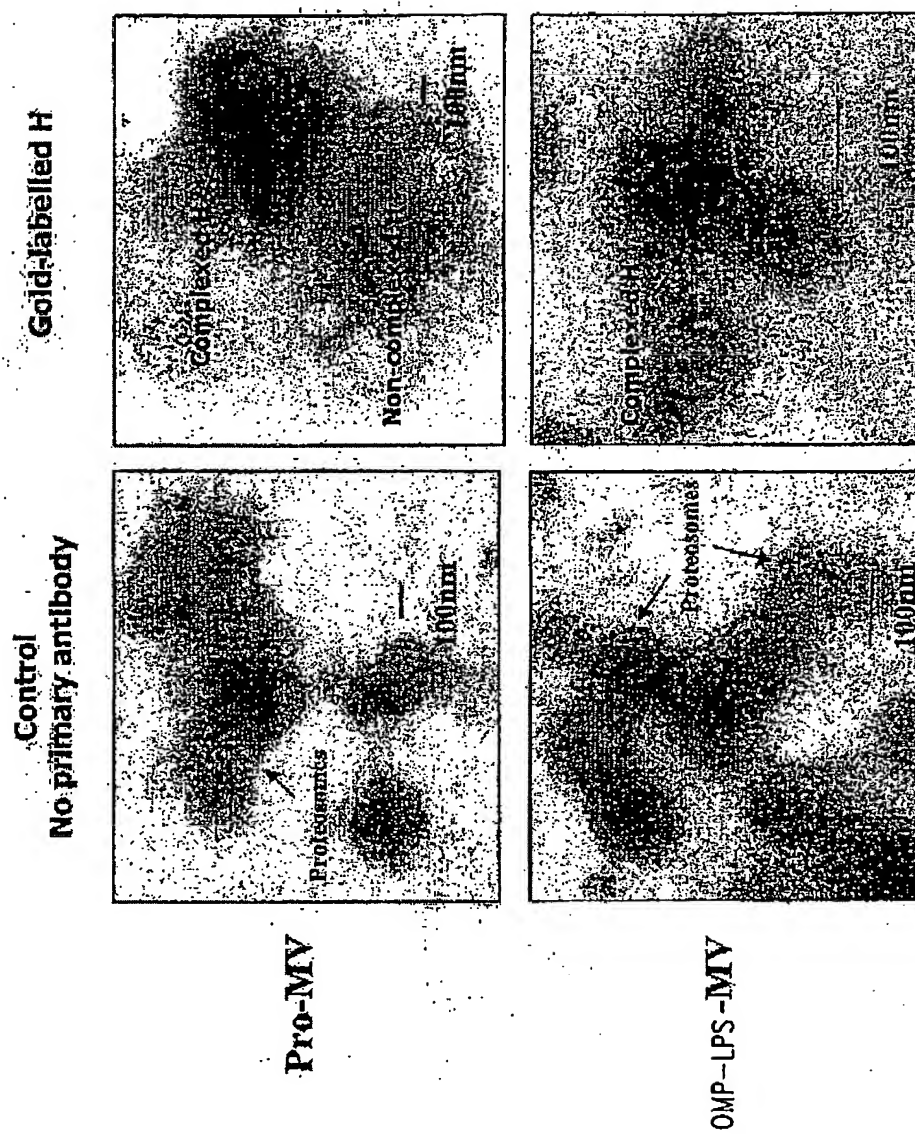 Control
No primary antibody
Gold-labelled H
Pro-MV
Proteosomes
100nm
Complexed H
Non-complexed H
100nm
OMP-LPS-MV
Proteosomes
100nm
Complexed H
100nm